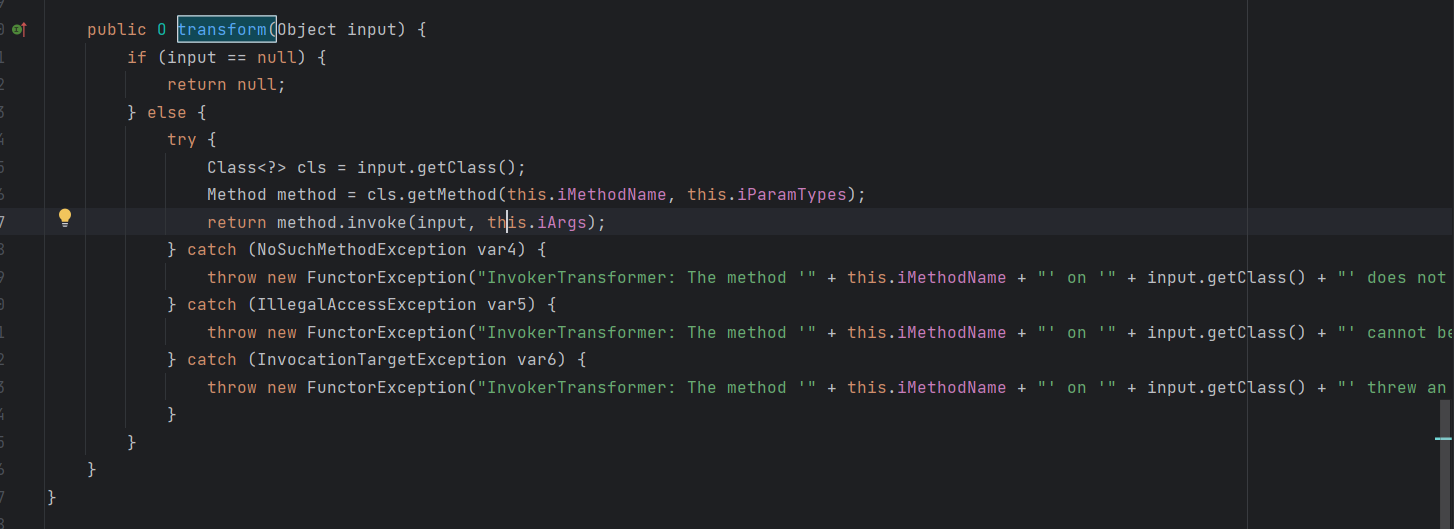 public O transform(Object input) {
if (input == null) {
return null;
} else {
try {
Class<?> cls = input.getClass();
Method method = cls.getMethod(this.iMethodName, this.iParamTypes);
return method.invoke(input, this.iArgs);
} catch (NoSuchMethodException var4) {
throw new FunctorException("InvokerTransformer: The method '" + this.iMethodName + "' on '" + input.getClass() + "' does not
} catch (IllegalAccessException var5) {
throw new FunctorException("InvokerTransformer: The method '" + this.iMethodName + "' on '" + input.getClass() + "' cannot be
} catch (InvocationTargetException var6) {
throw new FunctorException("InvokerTransformer: The method '" + this.iMethodName + "' on '" + input.getClass() + "' threw an
}
}
}
}